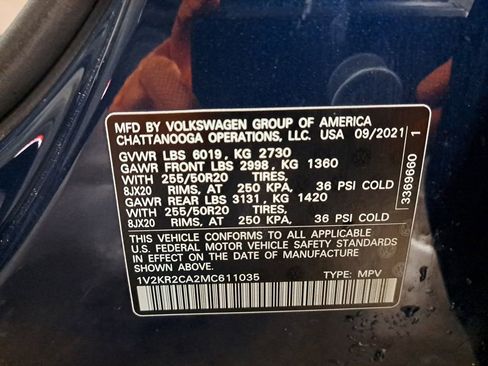 MFD BY VOLKSWAGEN GROUP OF AMERICA
CHATTANOOGA OPERATIONS, LLC. USA 09/2021
GVWR LBS 6019, KG 2730
GAWR FRONT LBS 2998, KG 1360
WITH 255/50R20 TIRES,
8JX20 RIMS, AT 250 KPA, 36 PSI COLD
GAWR REAR LBS 3131, KG 1420
WITH 255/50R20 TIRES,
8JX20 RIMS, AT 250 KPA, 36 PSI COLD
THIS VEHICLE CONFORMS TO ALL APPLICABLE
U.S. FEDERAL MOTOR VEHICLE SAFETY STANDARDS
IN EFFECT ON THE DATE OF MANUFACTURE
SHOWN ABOVE.
1V2KR2CA2MC611035 TYPE: MPV
3369660 1